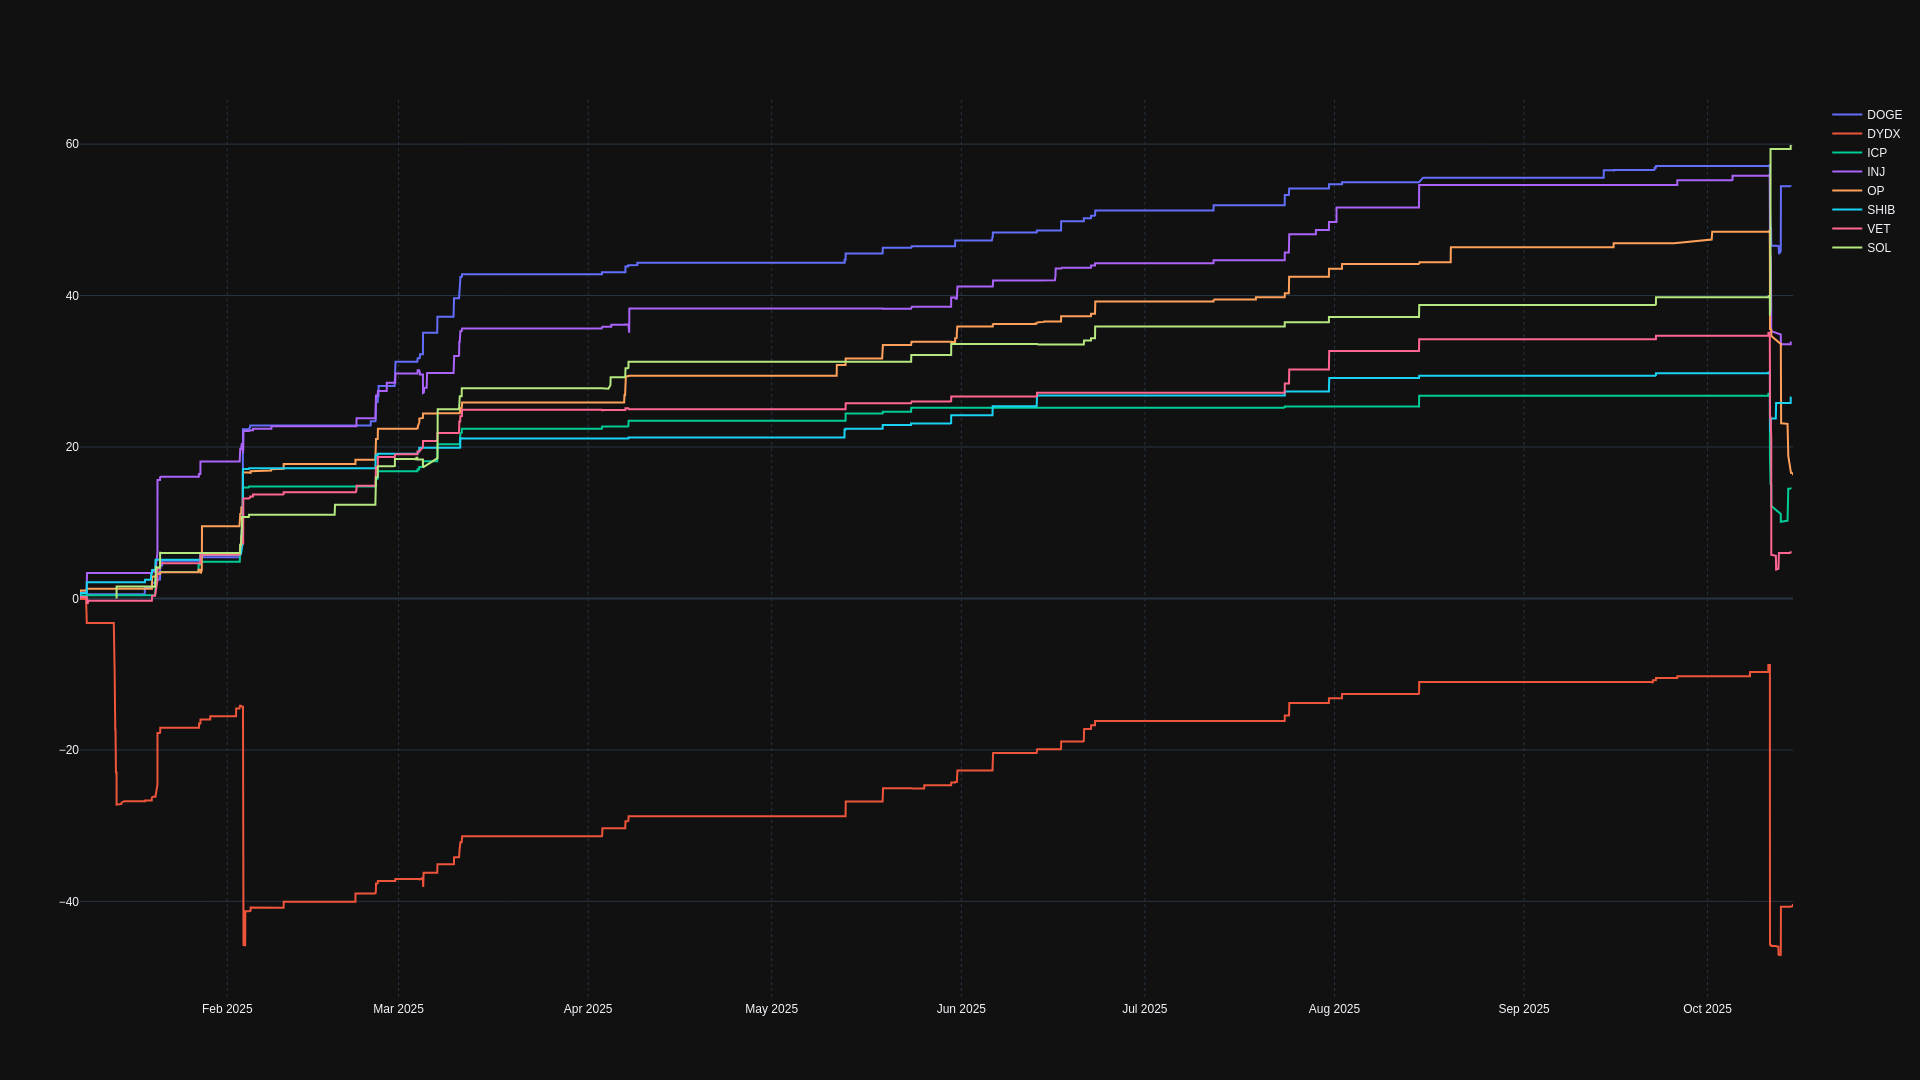 60
40
20
0
−20
−40
Feb 2025
Mar 2025
Apr 2025
May 2025
Jun 2025
Jul 2025
Aug 2025
Sep 2025
Oct 2025
DOGE
DYDX
ICP
INJ
OP
SHIB
VET
SOL